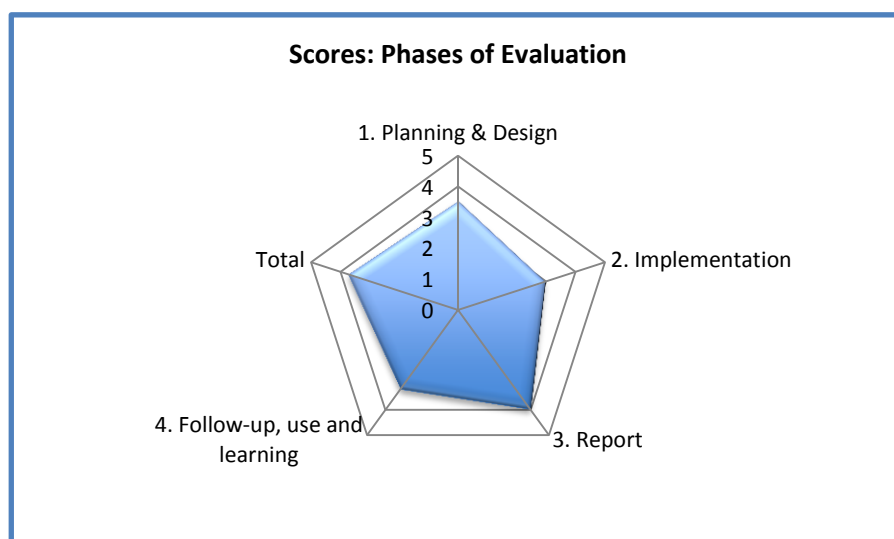 Scores: Phases of Evaluation
1. Planning & Design
5
4
3
2
1
0
2. Implementation
3. Report
4. Follow-up, use and
learning
Total